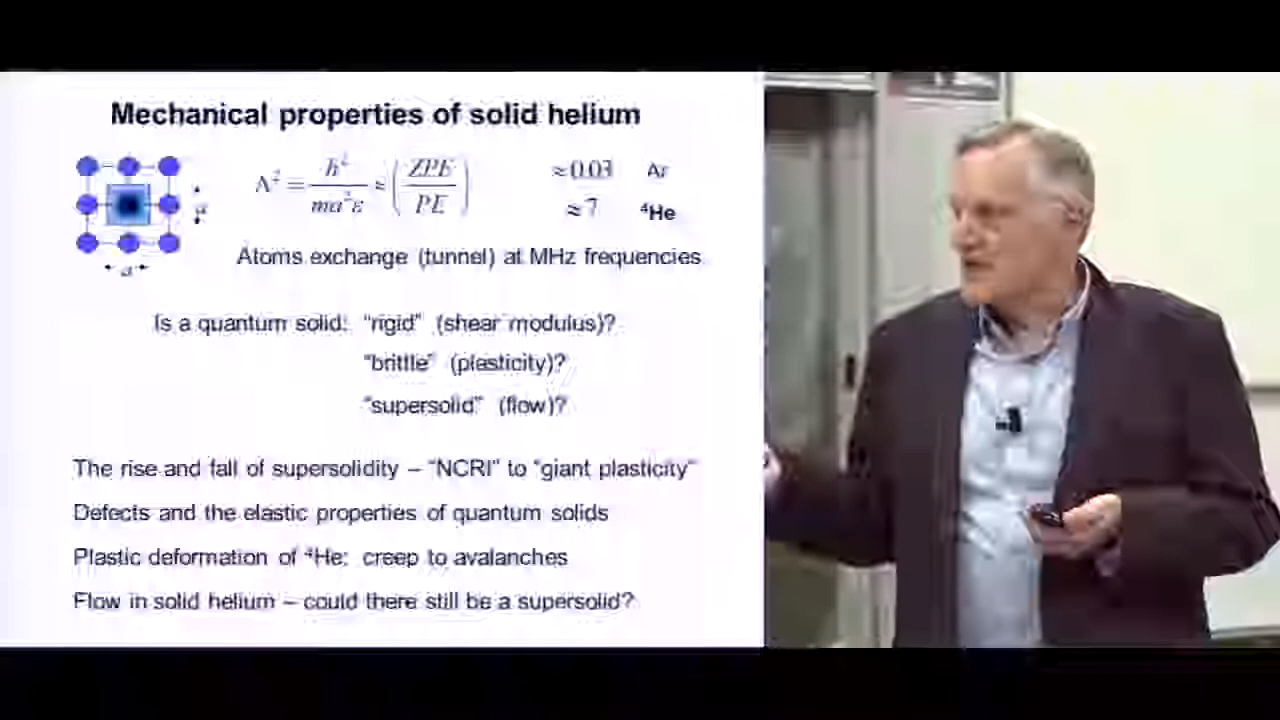 Mechanical properties of solid helium
Λ² = ħ² / ma²ε ≈ (ZPE / PE) ≈ 0.03 Ar
≈ 7 ⁴He
a
a
Atoms exchange (tunnel) at MHz frequencies
Is a quantum solid: "rigid" (shear modulus)?
"brittle" (plasticity)?
"supersolid" (flow)?
The rise and fall of supersolidity – "NCRI" to "giant plasticity"
Defects and the elastic properties of quantum solids
Plastic deformation of ⁴He: creep to avalanches
Flow in solid helium – could there still be a supersolid?